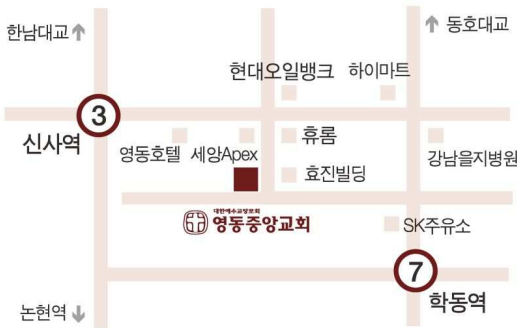 한남대교
동호대교
현대오일뱅크 하이마트
3
신사역
영동호텔 세양Apex
휴롬
강남을지병원
효진빌딩
대한예수교장로회
영동중앙교회
SK주유소
7
학동역
논현역